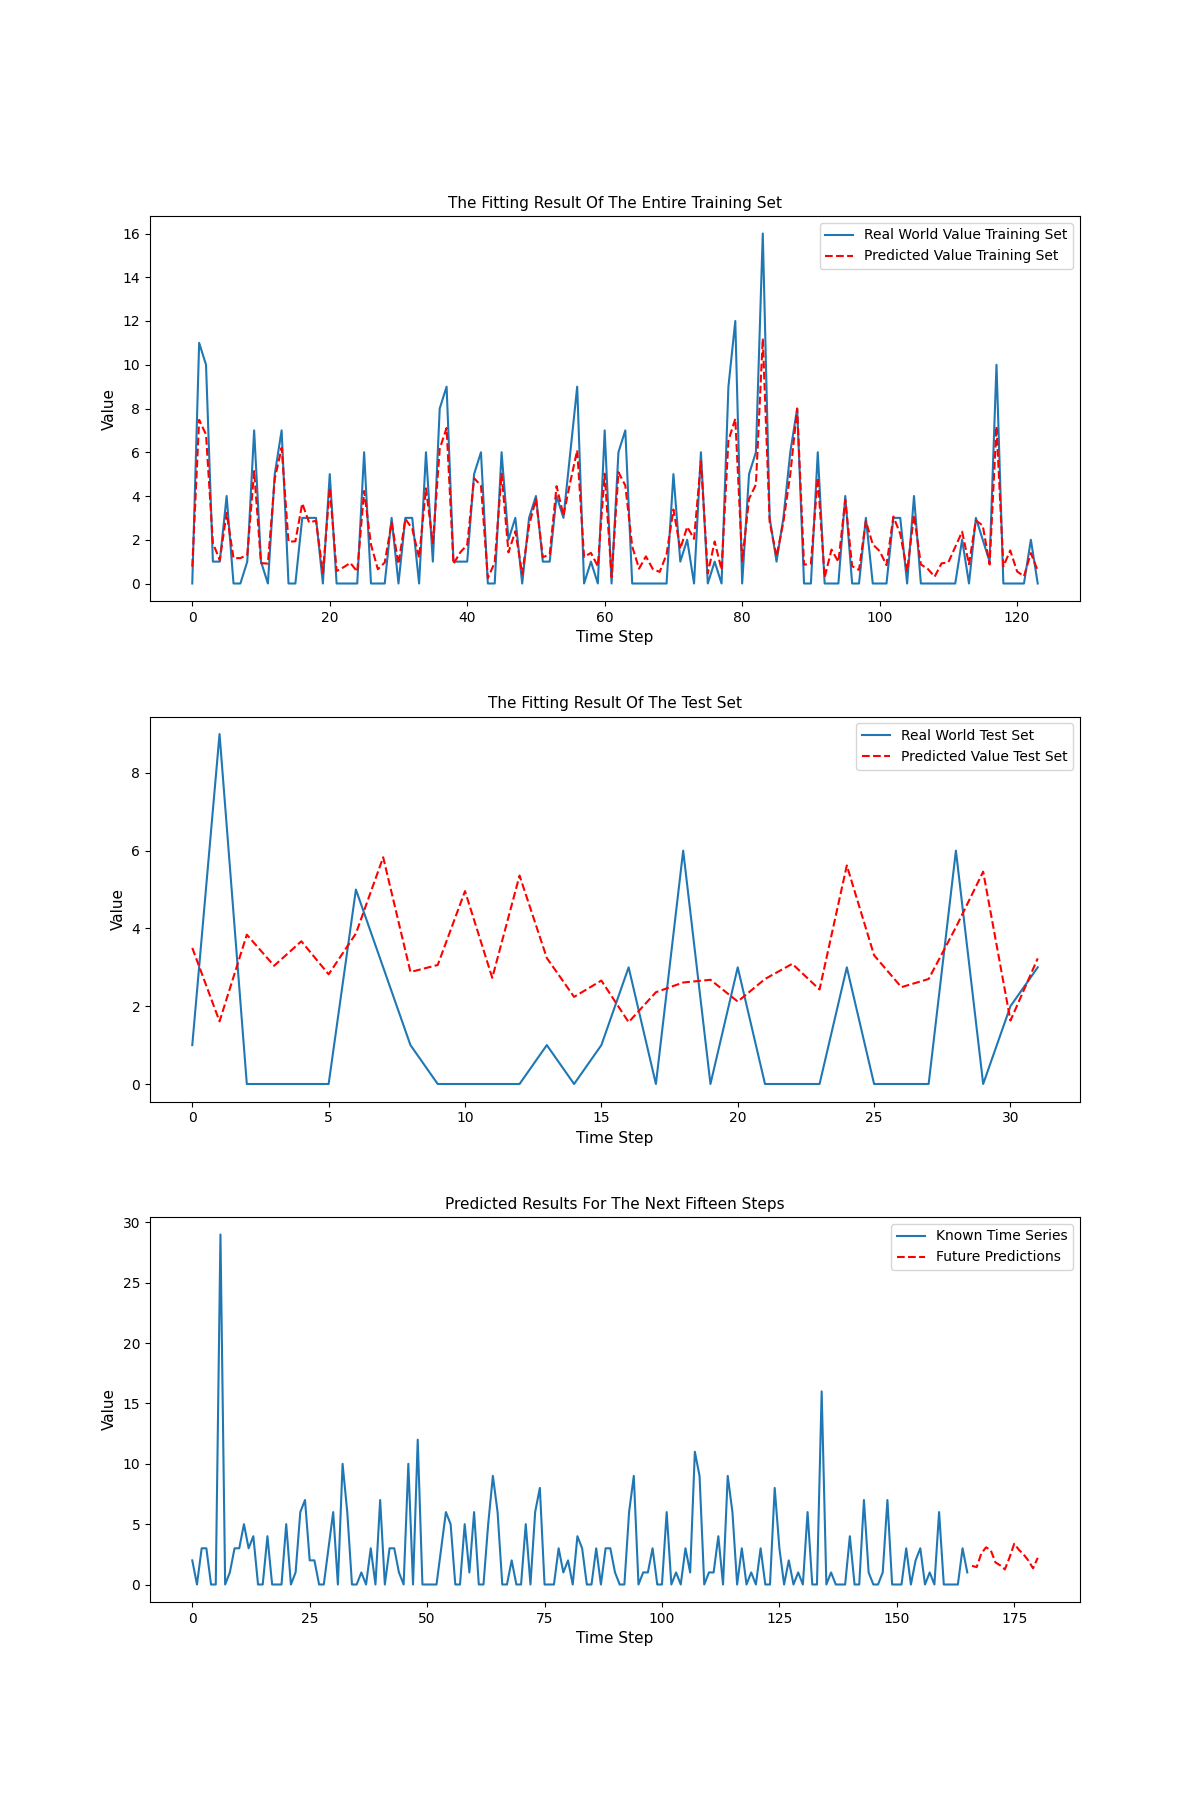 The Fitting Result Of The Entire Training Set
Real World Value Training Set
Predicted Value Training Set
16
14
12
10
8
6
4
2
0
Value
0 20 40 60 80 100 120
Time Step
The Fitting Result Of The Test Set
Real World Test Set
Predicted Value Test Set
8
6
4
2
0
Value
0 5 10 15 20 25 30
Time Step
Predicted Results For The Next Fifteen Steps
Known Time Series
Future Predictions
30
25
20
15
10
5
0
Value
0 25 50 75 100 125 150 175
Time Step